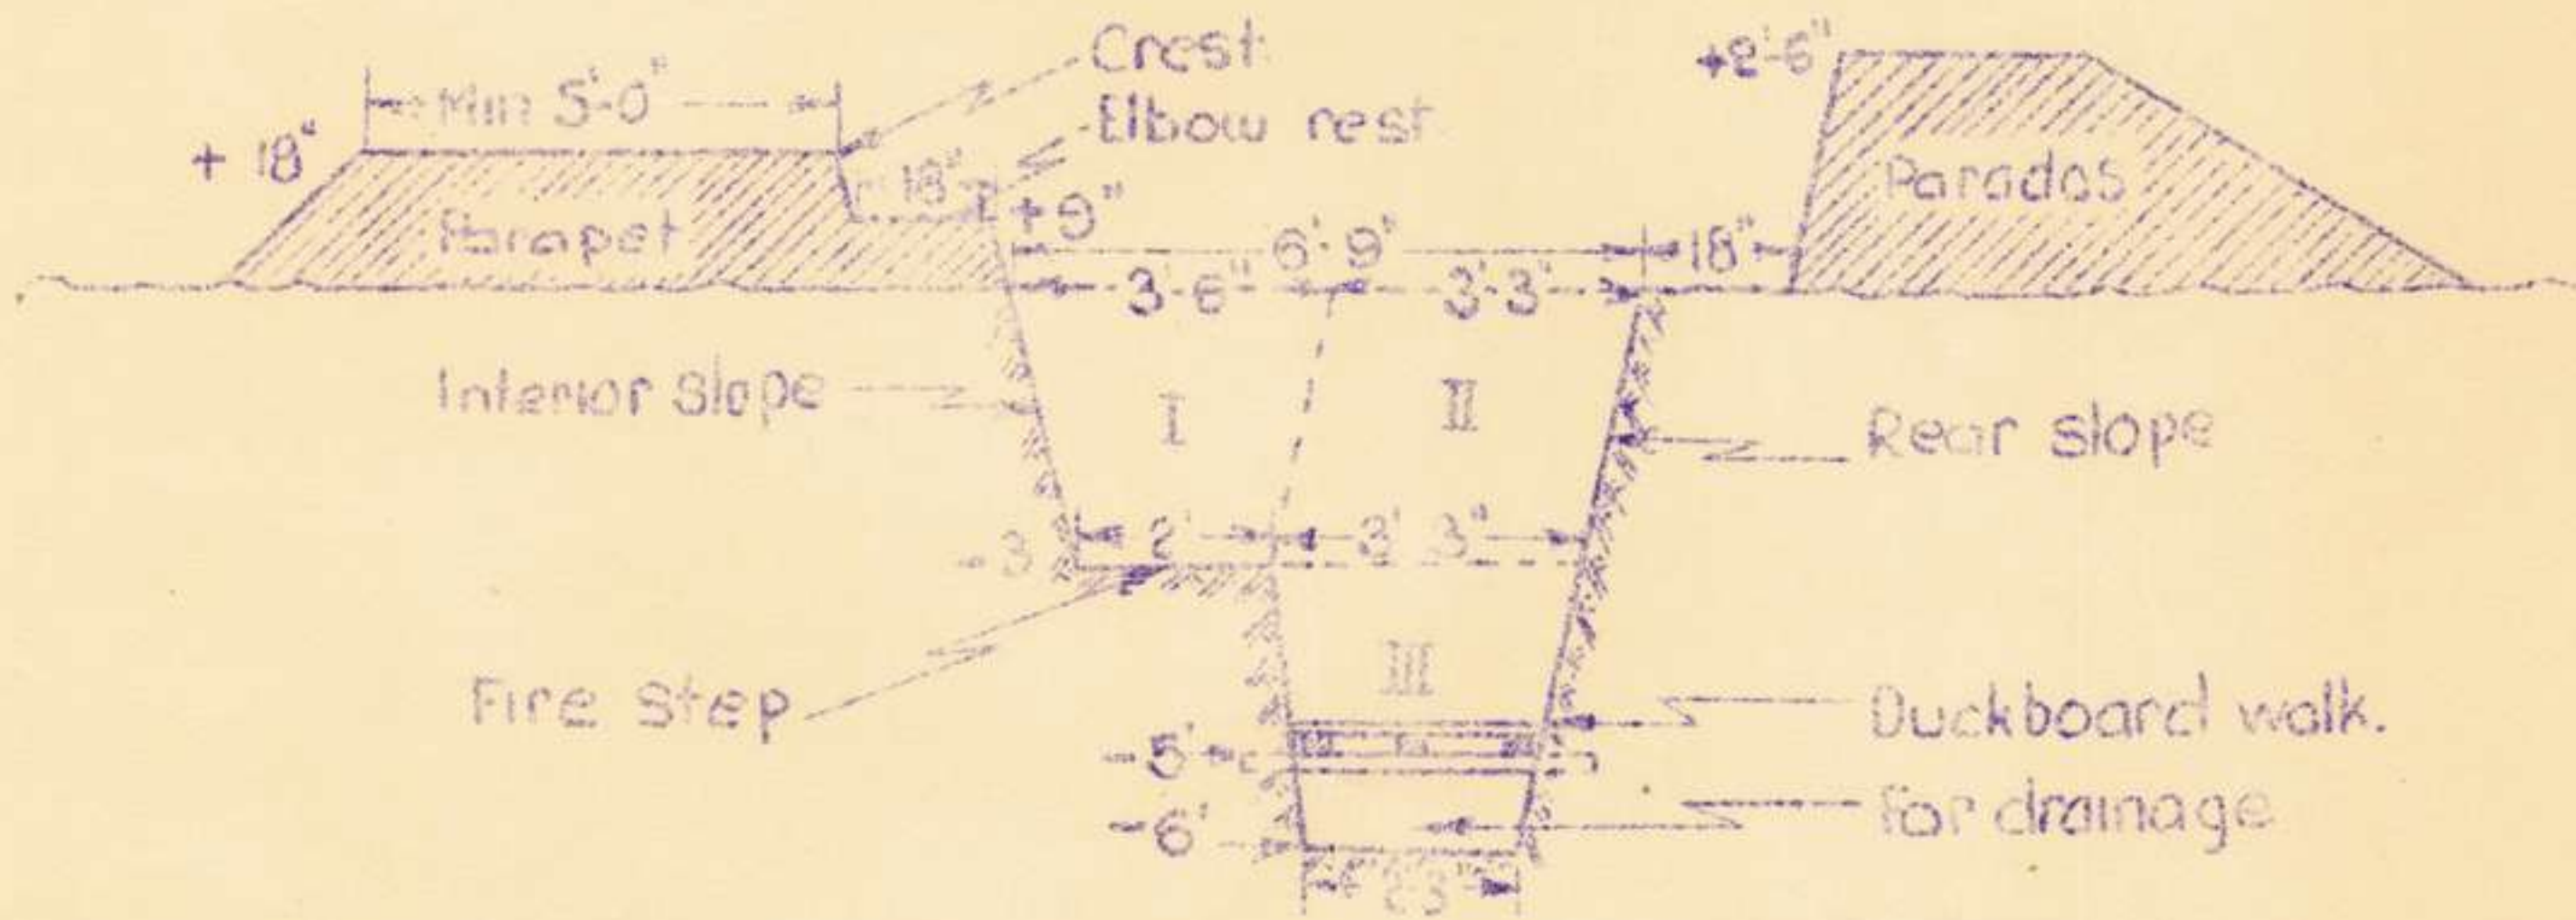 Crest
Min 5'-0"
+2'-6"
Elbow rest
+ 18"
18"
Parapet
Parados
+9"
6'-9"
18"
3'-6"
3'-3"
Interior slope
I
II
Rear slope
-3
2'
3' 3"
III
Fire step
Duckboard walk.
-5'
for drainage
-6'
2'3"